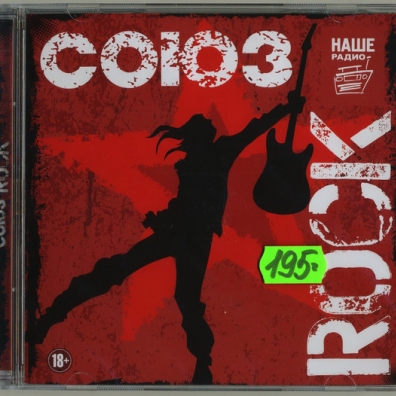 СОЮЗ
НАШЕ
РАДИО
ROCK
195-
18+
СОЮЗ ROCK